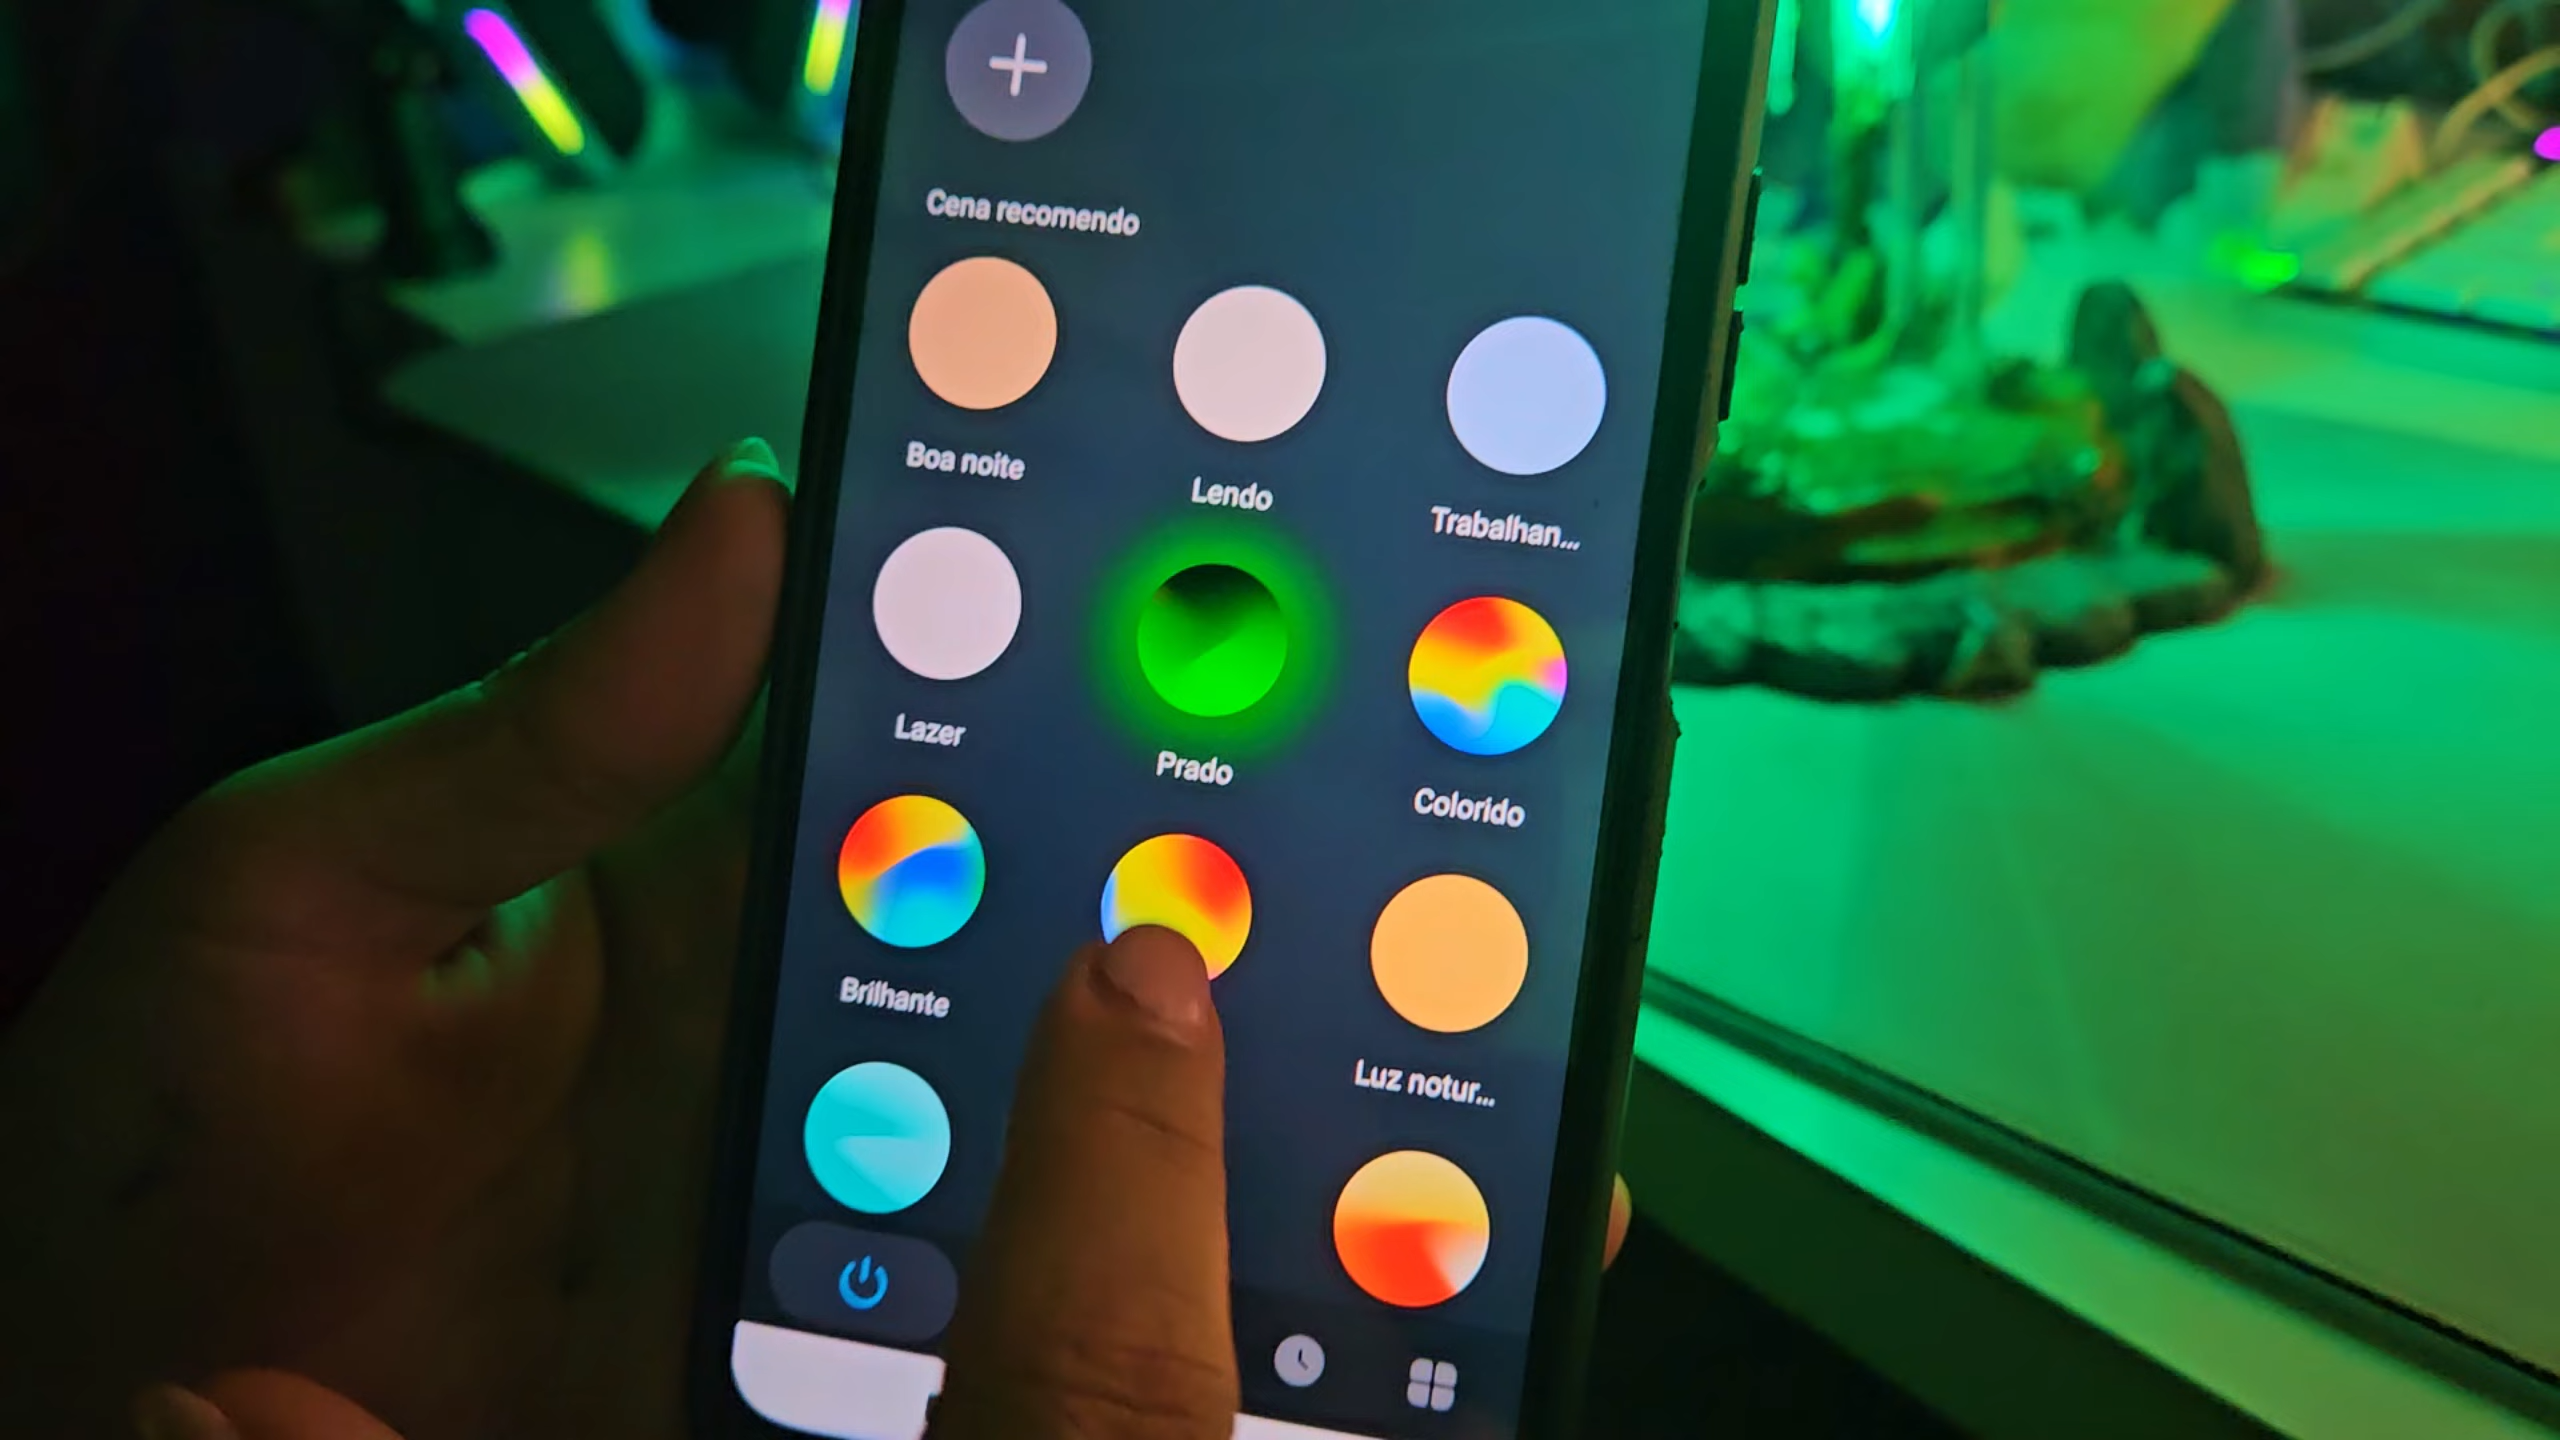 Cena recomendo
Boa noite
Lendo
Trabalhan...
Lazer
Prado
Colorido
Brilhante
Luz notur...